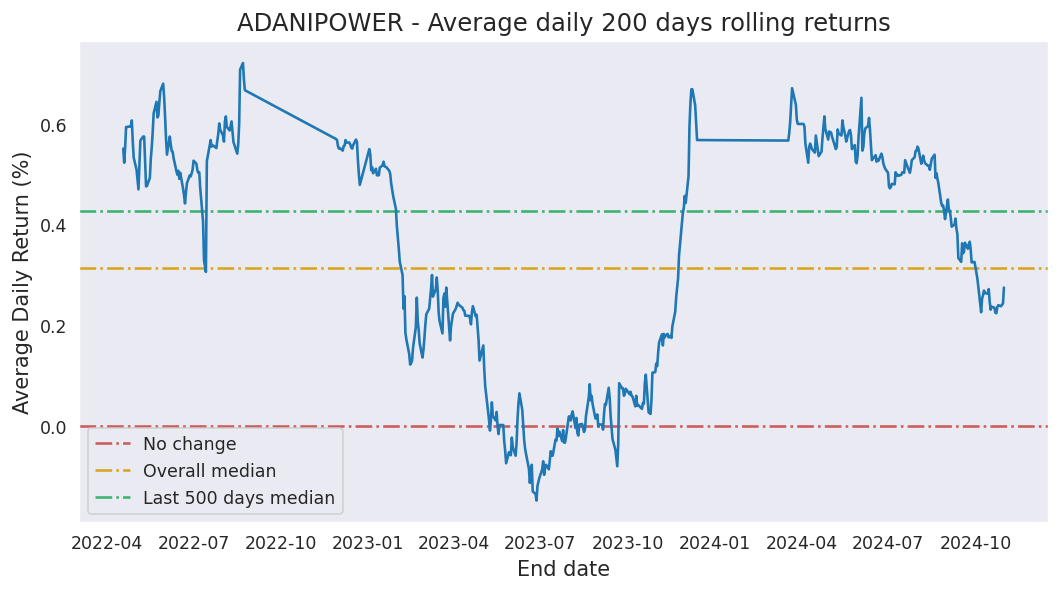 ADANIPOWER - Average daily 200 days rolling returns
Average Daily Return (%)
0.6
0.4
0.2
0.0
No change
Overall median
Last 500 days median
2022-04 2022-07 2022-10 2023-01 2023-04 2023-07 2023-10 2024-01 2024-04 2024-07 2024-10
End date